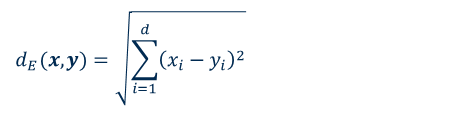 d_E(x,y) = √∑_{i=1}^{d}(x_i − y_i)²